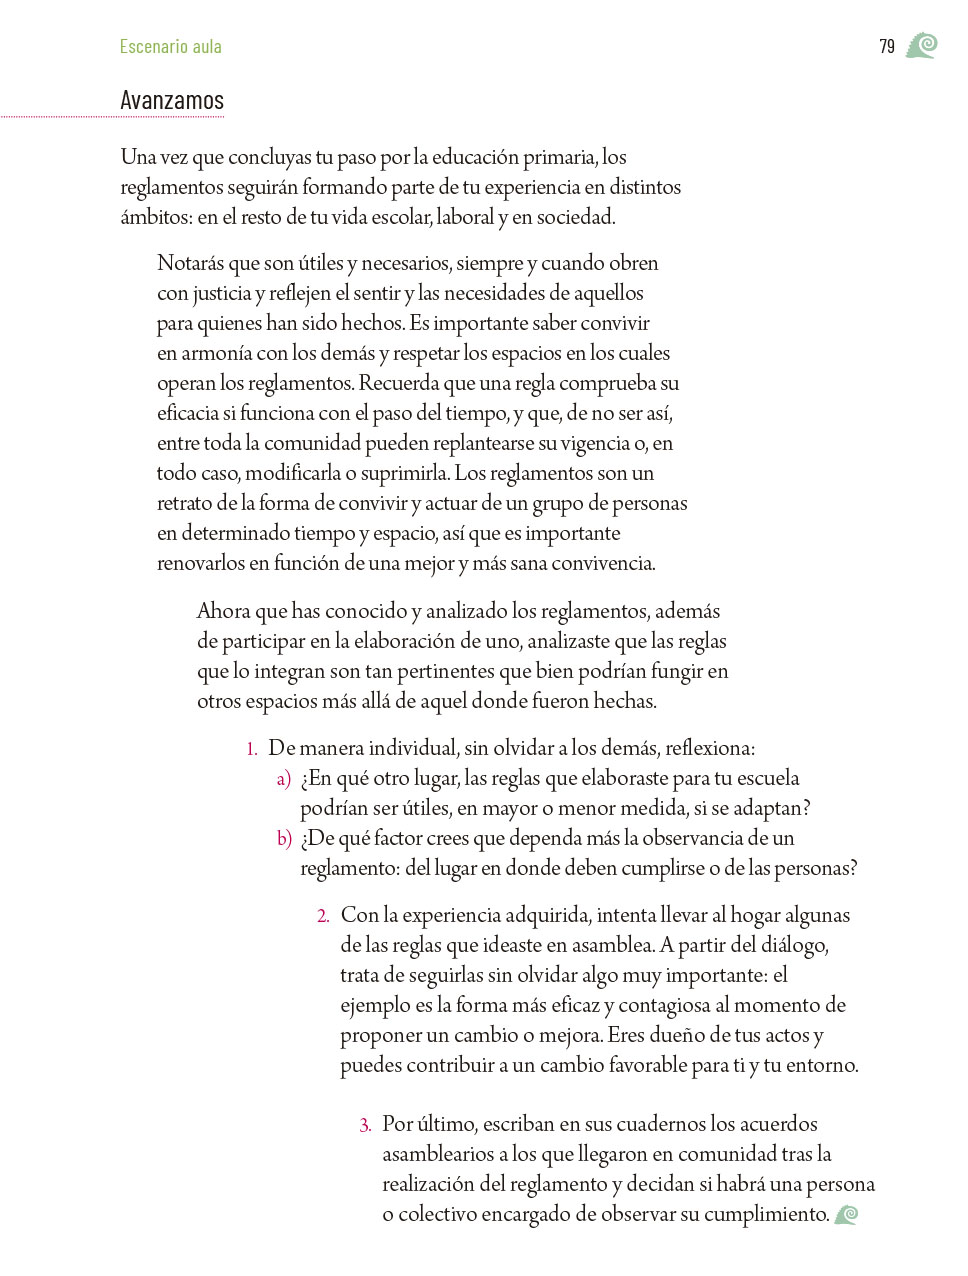 Escenario aula
79
Avanzamos
Una vez que concluyas tu paso por la educación primaria, los
reglamentos seguirán formando parte de tu experiencia en distintos
ámbitos: en el resto de tu vida escolar, laboral y en sociedad.
Notarás que son útiles y necesarios, siempre y cuando obren
con justicia y reflejen el sentir y las necesidades de aquellos
para quienes han sido hechos. Es importante saber convivir
en armonía con los demás y respetar los espacios en los cuales
operan los reglamentos. Recuerda que una regla comprueba su
eficacia si funciona con el paso del tiempo, y que, de no ser así,
entre toda la comunidad pueden replantearse su vigencia o, en
todo caso, modificarla o suprimirla. Los reglamentos son un
retrato de la forma de convivir y actuar de un grupo de personas
en determinado tiempo y espacio, así que es importante
renovarlos en función de una mejor y más sana convivencia.
Ahora que has conocido y analizado los reglamentos, además
de participar en la elaboración de uno, analizaste que las reglas
que lo integran son tan pertinentes que bien podrían fungir en
otros espacios más allá de aquel donde fueron hechas.
1. De manera individual, sin olvidar a los demás, reflexiona:
a) ¿En qué otro lugar, las reglas que elaboraste para tu escuela
podrían ser útiles, en mayor o menor medida, si se adaptan?
b) ¿De qué factor crees que dependa más la observancia de un
reglamento: del lugar en donde deben cumplirse o de las personas?
2. Con la experiencia adquirida, intenta llevar al hogar algunas
de las reglas que ideaste en asamblea. A partir del diálogo,
trata de seguirlas sin olvidar algo muy importante: el
ejemplo es la forma más eficaz y contagiosa al momento de
proponer un cambio o mejora. Eres dueño de tus actos y
puedes contribuir a un cambio favorable para ti y tu entorno.
3. Por último, escriban en sus cuadernos los acuerdos
asamblearios a los que llegaron en comunidad tras la
realización del reglamento y decidan si habrá una persona
o colectivo encargado de observar su cumplimiento.